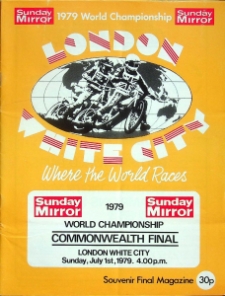 Sunday Mirror 1979 World Championship Sunday Mirror
LONDON
WHITE CITY
Where the World Races
Sunday Mirror 1979 Sunday Mirror
WORLD CHAMPIONSHIP
COMMONWEALTH FINAL
LONDON WHITE CITY
Sunday, July 1st, 1979. 4.00p.m.
Souvenir Final Magazine 30p